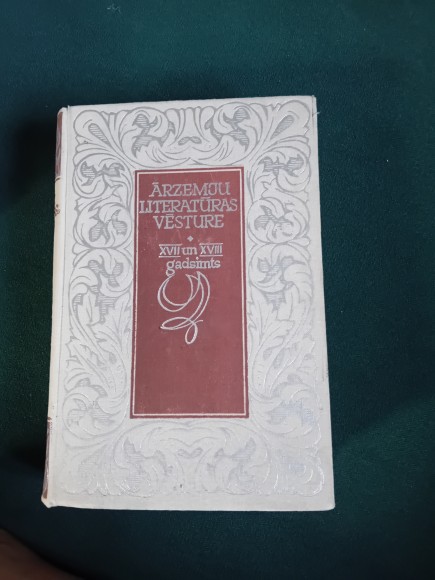 ĀRZEMJU
LITERATŪRAS
VĒSTURE
XVII un XVIII
gadsimts